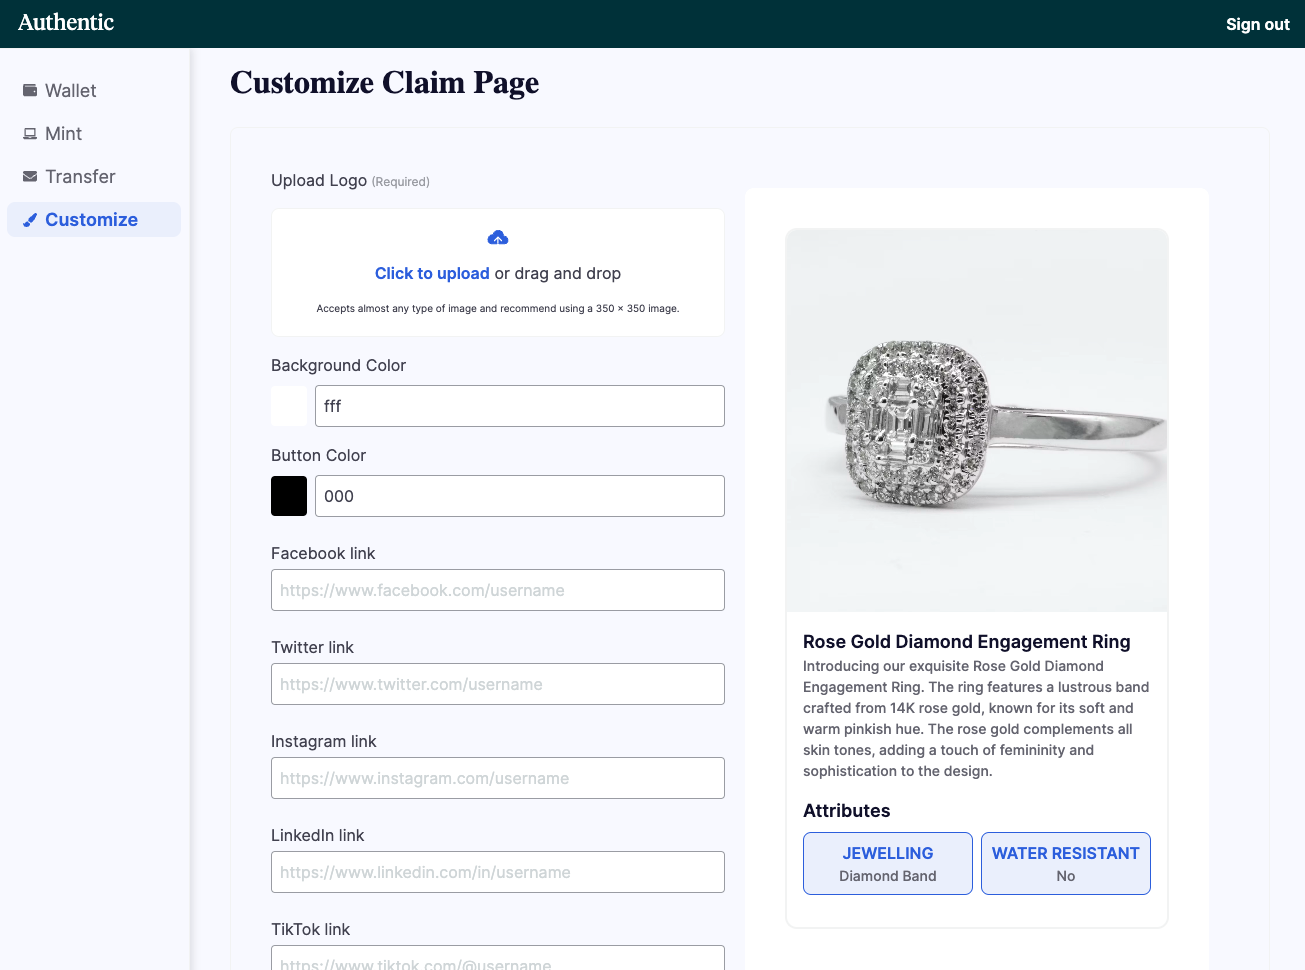 Authentic
Sign out
Wallet
Mint
Transfer
Customize
Customize Claim Page
Upload Logo (Required)
Click to upload or drag and drop
Accepts almost any type of image and recommend using a 350 × 350 image.
Background Color
fff
Button Color
000
Facebook link
https://www.facebook.com/username
Twitter link
https://www.twitter.com/username
Instagram link
https://www.instagram.com/username
LinkedIn link
https://www.linkedin.com/in/username
TikTok link
https://www.tiktok.com/@username
Rose Gold Diamond Engagement Ring
Introducing our exquisite Rose Gold Diamond
Engagement Ring. The ring features a lustrous band
crafted from 14K rose gold, known for its soft and
warm pinkish hue. The rose gold complements all
skin tones, adding a touch of femininity and
sophistication to the design.
Attributes
JEWELLING
Diamond Band
WATER RESISTANT
No